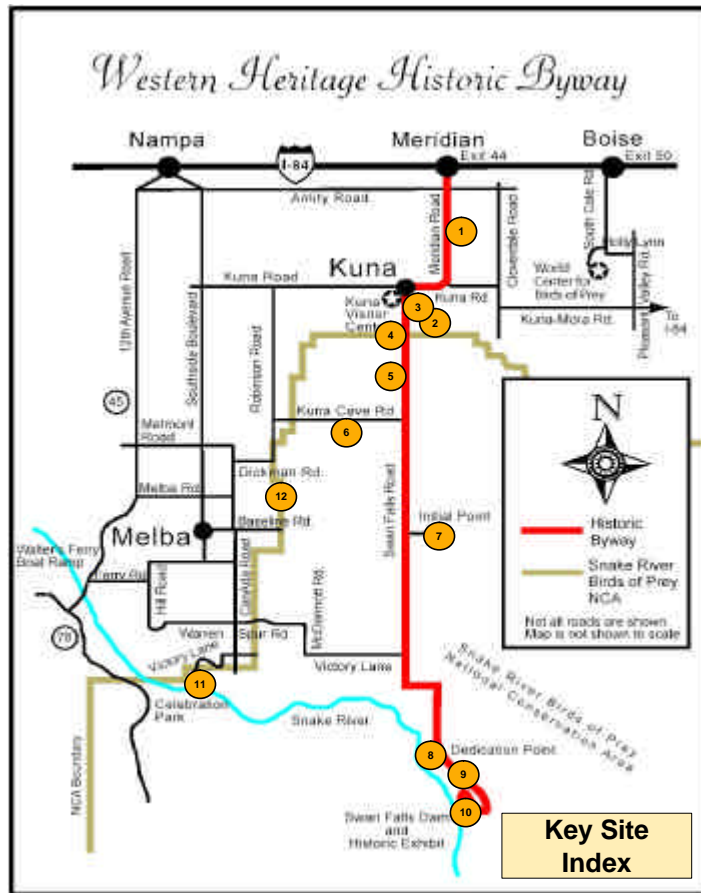 Western Heritage Historic Byway
Nampa
Meridian
Boise
I-84
Exit 44
Exit 50
Amity Road
Meridian Road
1
Cloverdale Road
South Cole Rd
Holly Lynn
World
Center for
Birds of Prey
Pleasant Valley Rd.
Kuna
Kuna Road
Kuna Rd.
Kuna
Visitor
Center
3
2
4
Kuna-Mora Rd.
To
I-84
12th Avenue Road
Southside Boulevard
Robinson Road
5
45
Kuna Cave Rd
6
Melmont
Road
Dickman Rd.
Melba Rd.
12
Baseline Rd
Melba
Swan Falls Road
Initial Point
7
N
Historic
Byway
Snake River
Birds of Prey
NCA
Not all roads are shown
Map is not shown to scale
Walter's Ferry
Boat Ramp
Ferry Rd
Hill Road
Can Ada Road
McDermott Rd.
78
Warren
Spur Rd
Victory Lane
Victory Lane
11
Celebration
Park
Snake River
Snake River Birds of Prey
National Conservation Area
8
Dedication Point
9
10
NCA Boundary
Swan Falls Dam
and
Historic Exhibit
Key Site
Index